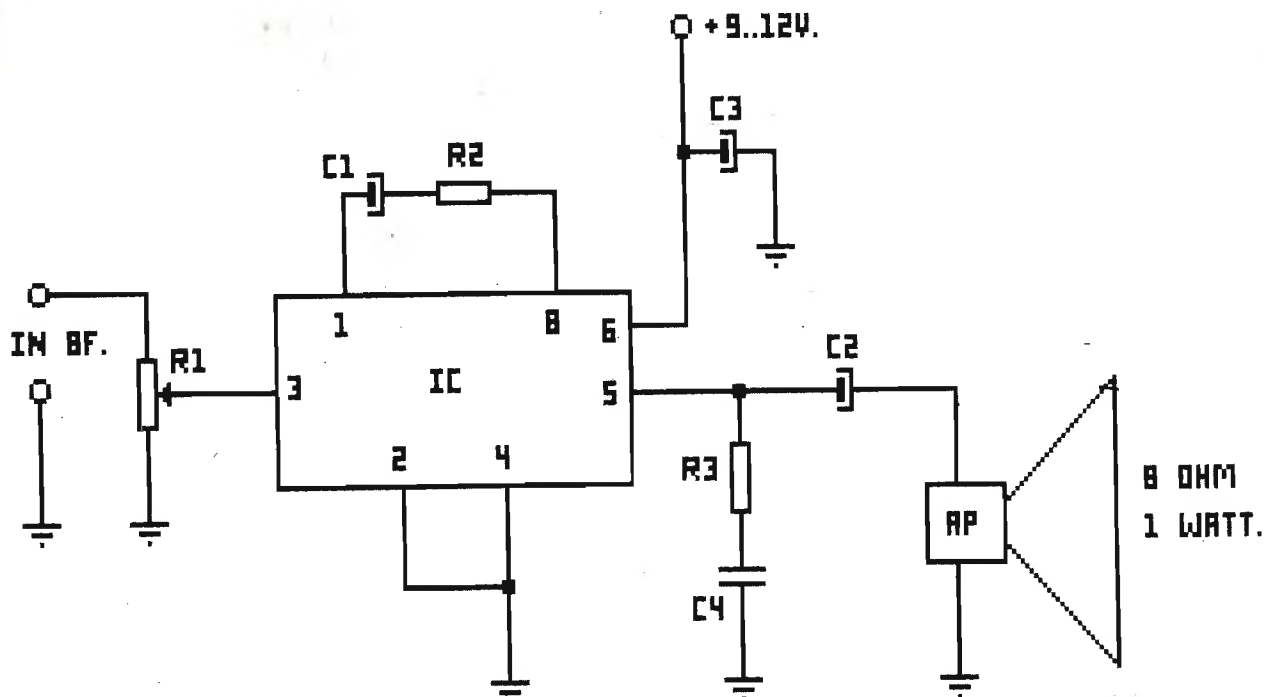 +9..12V.
C3
C1
R2
1
8
6
IN BF.
R1
3
IC
5
C2
2
4
R3
8 OHM
AP
1 WATT.
C4